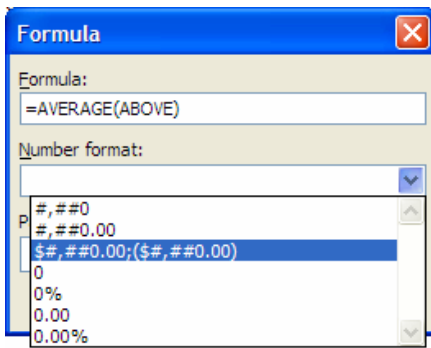 Formula
Formula:
=AVERAGE(ABOVE)
Number format:
#,##0
P
#,##0.00
$#,##0.00;($#,##0.00)
0
0%
0.00
0.00%